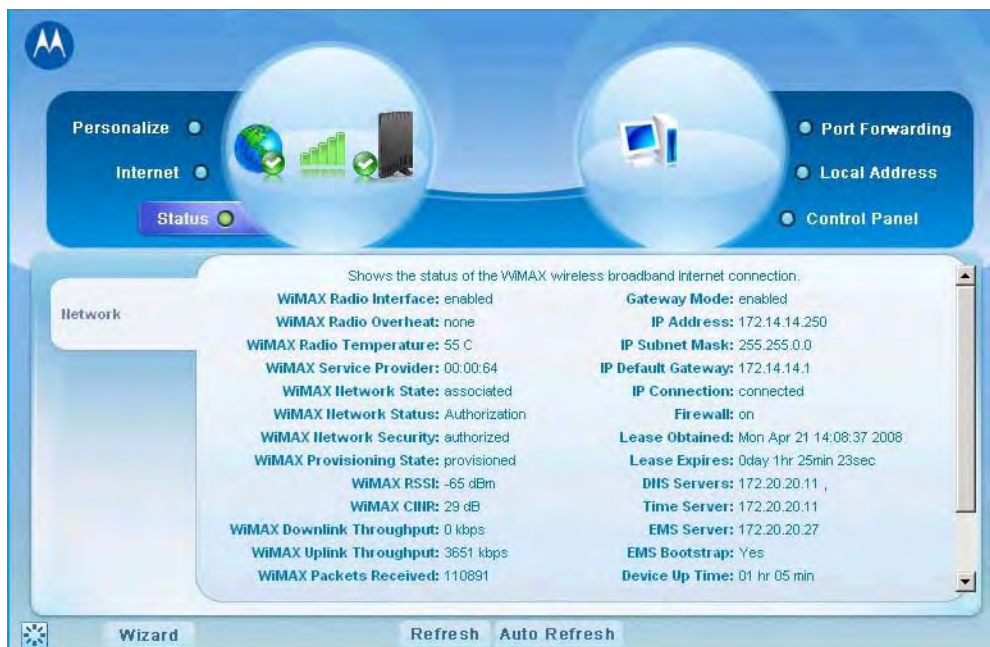 Personalize
Internet
Status
Port Forwarding
Local Address
Control Panel
Network
Shows the status of the WiMAX wireless broadband Internet connection.
WiMAX Radio Interface: enabled
WiMAX Radio Overheat: none
WiMAX Radio Temperature: 55 C
WiMAX Service Provider: 00:00:64
WiMAX Network State: associated
WiMAX Network Status: Authorization
WiMAX Network Security: authorized
WiMAX Provisioning State: provisioned
WiMAX RSSI: -65 dBm
WiMAX CINR: 29 dB
WiMAX Downlink Throughput: 0 kbps
WiMAX Uplink Throughput: 3651 kbps
WiMAX Packets Received: 110891
Gateway Mode: enabled
IP Address: 172.14.14.250
IP Subnet Mask: 255.255.0.0
IP Default Gateway: 172.14.14.1
IP Connection: connected
Firewall: on
Lease Obtained: Mon Apr 21 14:08:37 2008
Lease Expires: 0day 1hr 25min 23sec
DNS Servers: 172.20.20.11 ,
Time Server: 172.20.20.11
EMS Server: 172.20.20.27
EMS Bootstrap: Yes
Device Up Time: 01 hr 05 min
Wizard
Refresh
Auto Refresh